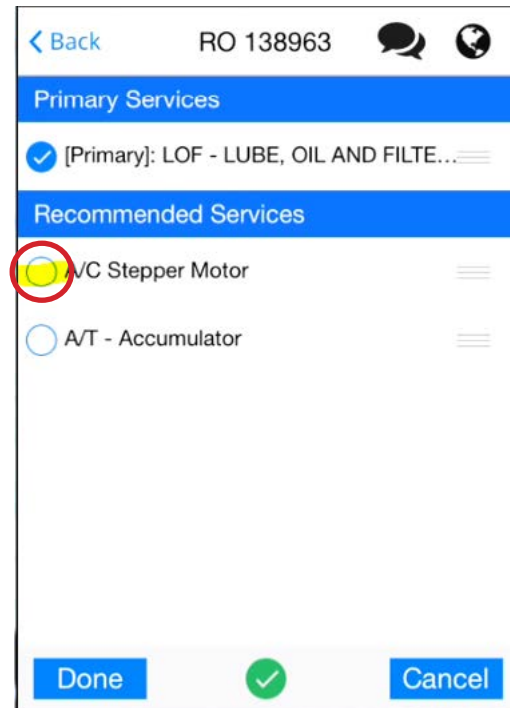 Back RO 138963
Primary Services
[Primary]: LOF - LUBE, OIL AND FILTE...
Recommended Services
A/C Stepper Motor
A/T - Accumulator
Done Cancel